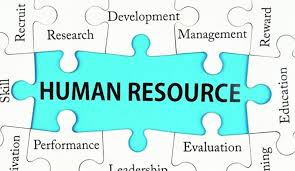 Recruit
Research
Development
Management
Reward
Skill
HUMAN RESOURCE
Education
Performance
Leadership
Evaluation